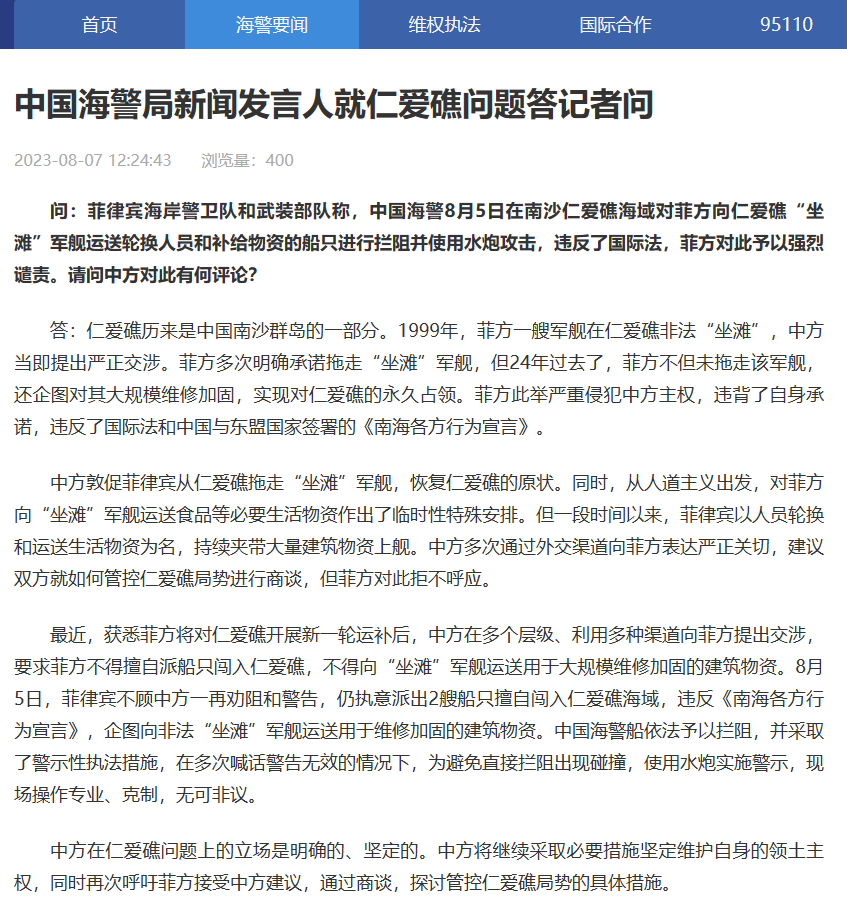 首页 海警要闻 维权执法 国际合作 95110
中国海警局新闻发言人就仁爱礁问题答记者问
2023-08-07 12:24:43 浏览量：400
问：菲律宾海岸警卫队和武装部队称，中国海警8月5日在南沙仁爱礁海域对菲方向仁爱礁“坐
滩”军舰运送轮换人员和补给物资的船只进行拦阻并使用水炮攻击，违反了国际法，菲方对此予以强烈
谴责。请问中方对此有何评论？
答：仁爱礁历来是中国南沙群岛的一部分。1999年，菲方一艘军舰在仁爱礁非法“坐滩”，中方
当即提出严正交涉。菲方多次明确承诺拖走“坐滩”军舰，但24年过去了，菲方不但未拖走该军舰，
还企图对其大规模维修加固，实现对仁爱礁的永久占领。菲方此举严重侵犯中方主权，违背了自身承
诺，违反了国际法和中国与东盟国家签署的《南海各方行为宣言》。
中方敦促菲律宾从仁爱礁拖走“坐滩”军舰，恢复仁爱礁的原状。同时，从人道主义出发，对菲方
向“坐滩”军舰运送食品等必要生活物资作出了临时性特殊安排。但一段时间以来，菲律宾以人员轮换
和运送生活物资为名，持续夹带大量建筑物资上舰。中方多次通过外交渠道向菲方表达严正关切，建议
双方就如何管控仁爱礁局势进行商谈，但菲方对此拒不呼应。
最近，获悉菲方将对仁爱礁开展新一轮运补后，中方在多个层级、利用多种渠道向菲方提出交涉，
要求菲方不得擅自派船只闯入仁爱礁，不得向“坐滩”军舰运送用于大规模维修加固的建筑物资。8月
5日，菲律宾不顾中方一再劝阻和警告，仍执意派出2艘船只擅自闯入仁爱礁海域，违反《南海各方行
为宣言》，企图向非法“坐滩”军舰运送用于维修加固的建筑物资。中国海警船依法予以拦阻，并采取
了警示性执法措施，在多次喊话警告无效的情况下，为避免直接拦阻出现碰撞，使用水炮实施警示，现
场操作专业、克制，无可非议。
中方在仁爱礁问题上的立场是明确的、坚定的。中方将继续采取必要措施坚定维护自身的领土主
权，同时再次呼吁菲方接受中方建议，通过商谈，探讨管控仁爱礁局势的具体措施。